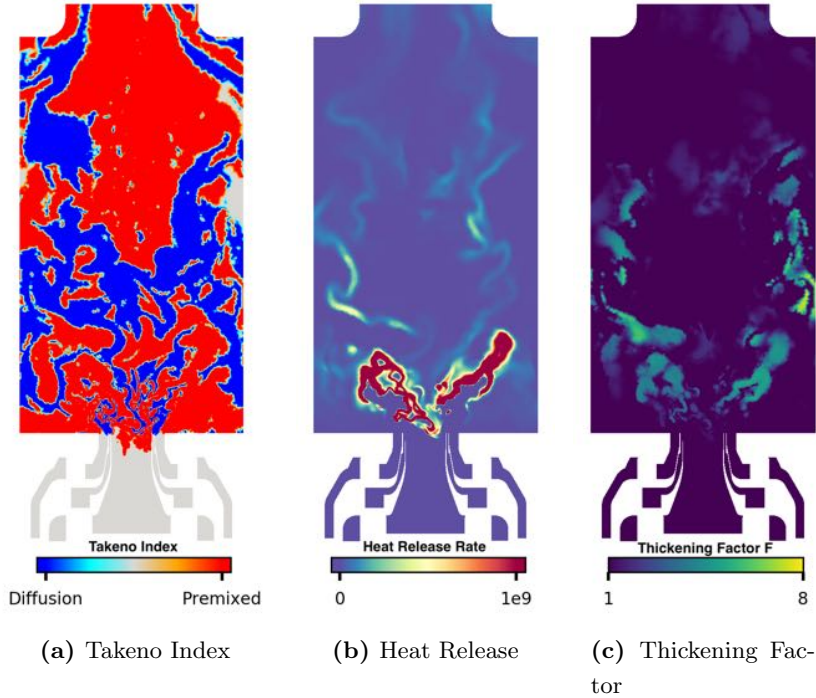 Takeno Index
Diffusion Premixed
Heat Release Rate
0 1e9
Thickening Factor F
1 8
(a) Takeno Index
(b) Heat Release
(c) Thickening Fac-
tor